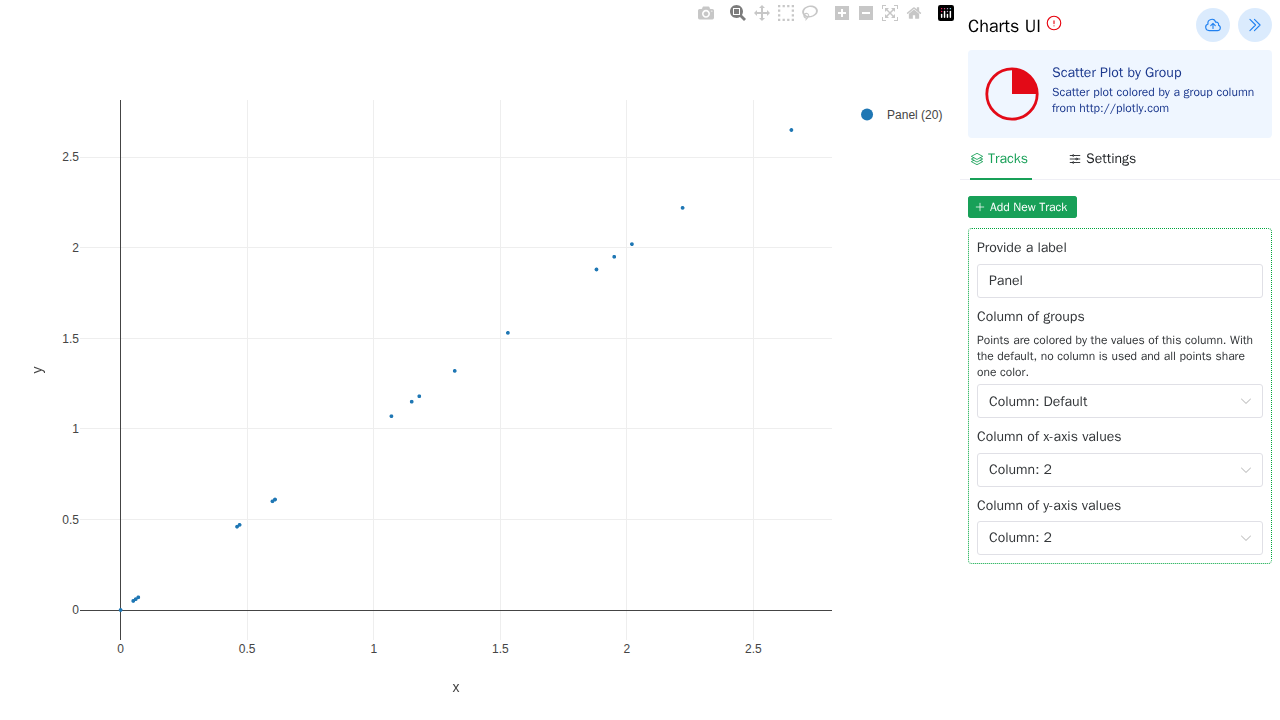 Charts UI
Scatter Plot by Group
Scatter plot colored by a group column
from http://plotly.com
Tracks
Settings
Add New Track
Provide a label
Panel
Column of groups
Points are colored by the values of this column. With
the default, no column is used and all points share
one color.
Column: Default
Column of x-axis values
Column: 2
Column of y-axis values
Column: 2
Panel (20)
2.5
2
1.5
1
0.5
0
y
0
0.5
1
1.5
2
2.5
x